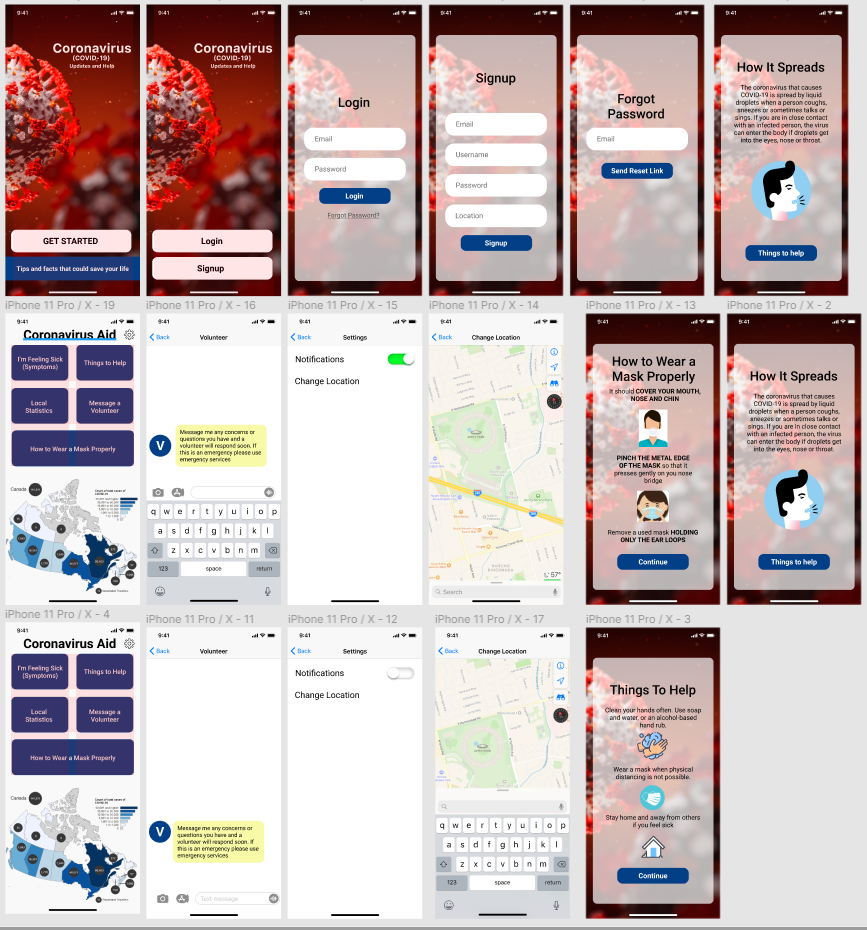 9:41
Coronavirus
(COVID-19)
Updates and Help
GET STARTED
Tips and facts that could save your life
9:41
Coronavirus
(COVID-19)
Updates and Help
Login
Signup
9:41
Login
Email
Password
Login
Forgot Password?
9:41
Signup
Email
Username
Password
Location
Signup
9:41
Forgot
Password
Email
Send Reset Link
9:41
How It Spreads
The coronavirus that causes
COVID-19 is spread by liquid
droplets when a person coughs,
sneezes or sometimes talks or
sings. If you are in close contact
with an infected person, the virus
can enter the body if droplets get
into the eyes, nose or throat.
Things to help
iPhone 11 Pro / X - 19
iPhone 11 Pro / X - 16
iPhone 11 Pro / X - 15
iPhone 11 Pro / X - 14
iPhone 11 Pro / X - 13
iPhone 11 Pro / X - 2
9:41
Coronavirus Aid
I'm Feeling Sick
(Symptoms)
Things to Help
Local
Statistics
Message a
Volunteer
How to Wear a Mask Properly
Canada
9:41
Back
Volunteer
V
Message me any concerns or
questions you have and a
volunteer will respond soon. If
this is an emergency please use
emergency services
q w e r t y u i o p
a s d f g h j k l
z x c v b n m
123 space return
9:41
Back
Settings
Notifications
Change Location
9:41
Back
Change Location
57°
Search
9:41
How to Wear a
Mask Properly
It should COVER YOUR MOUTH,
NOSE AND CHIN
PINCH THE METAL EDGE
OF THE MASK so that it
presses gently on you nose
bridge
Remove a used mask HOLDING
ONLY THE EAR LOOPS
Continue
9:41
How It Spreads
The coronavirus that causes
COVID-19 is spread by liquid
droplets when a person coughs,
sneezes or sometimes talks or
sings. If you are in close contact
with an infected person, the virus
can enter the body if droplets get
into the eyes, nose or throat.
Things to help
iPhone 11 Pro / X - 4
iPhone 11 Pro / X - 11
iPhone 11 Pro / X - 12
iPhone 11 Pro / X - 17
iPhone 11 Pro / X - 3
9:41
Coronavirus Aid
I'm Feeling Sick
(Symptoms)
Things to Help
Local
Statistics
Message a
Volunteer
How to Wear a Mask Properly
Canada
9:41
Back
Volunteer
V
Message me any concerns or
questions you have and a
volunteer will respond soon. If
this is an emergency please use
emergency services
Text message
9:41
Back
Settings
Notifications
Change Location
9:41
Back
Change Location
q w e r t y u i o p
a s d f g h j k l
z x c v b n m
123 space return
9:41
Things To Help
Clean your hands often. Use soap
and water, or an alcohol-based
hand rub.
Wear a mask when physical
distancing is not possible.
Stay home and away from others
if you feel sick
Continue